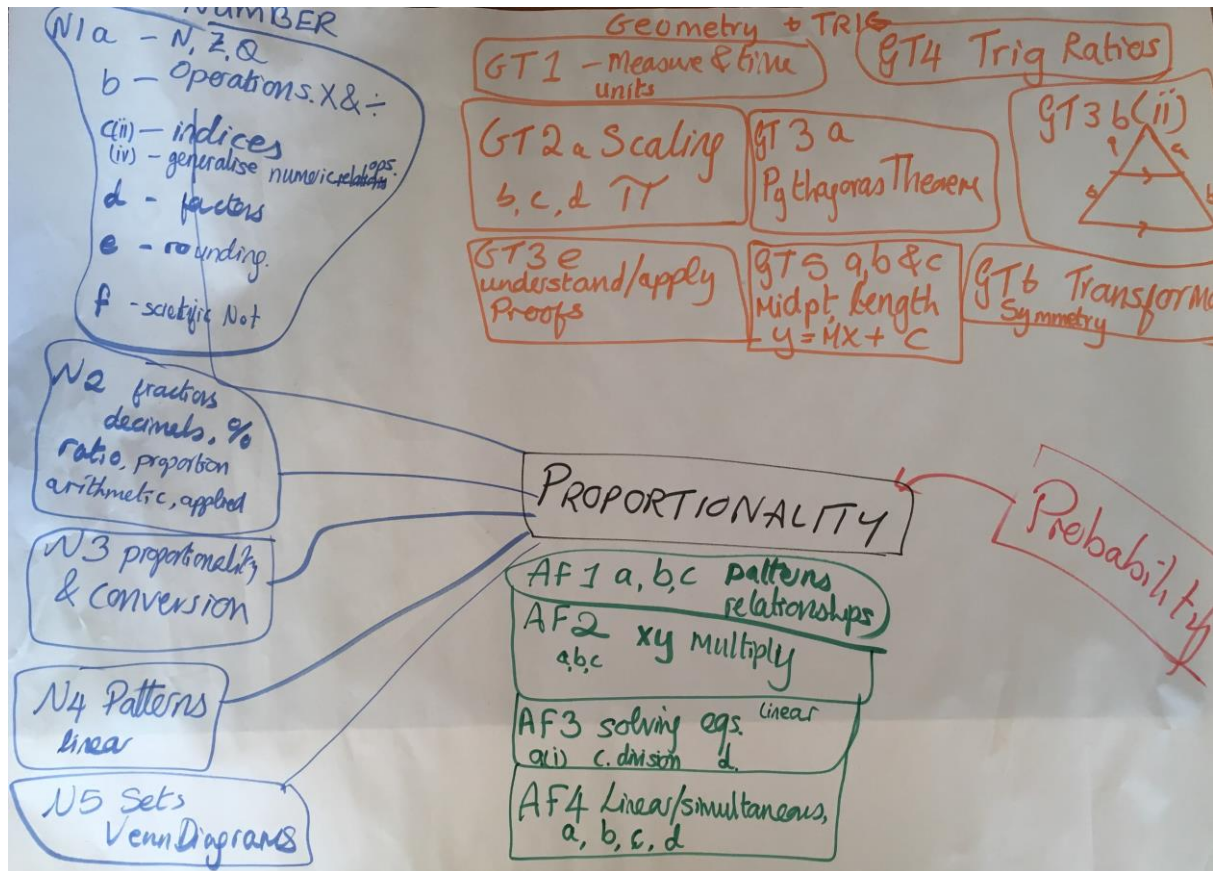 NUMBER
N1a - N, Z, Q
b - Operations. X & ÷
c(ii) - indices
(iv) - generalise numeric ops.
d - factors
e - rounding.
f - scientific Not
N2 fractions
decimals, %
ratio, proportion
arithmetic, applied
N3 proportionality
& CONVERSION
N4 Patterns
linear
N5 Sets
Venn Diagrams
Geometry + TRIG
GT1 - Measure & time
units
GT4 Trig Ratios
GT2a Scaling
b, c, d π
GT3 a
Pythagoras Theorem
GT3 b(ii)
GT3 e
understand/apply
Proofs
GT5 a,b & c
Midpt, Length
y = mx + c
GT6 Transforma
Symmetry
PROPORTIONALITY
Probability
AF1 a, b, c patterns
relationships
AF2 xy Multiply
a,b,c
AF3 solving eqs. linear
a(i) c. division d.
AF4 Linear/simultaneous,
a, b, c, d